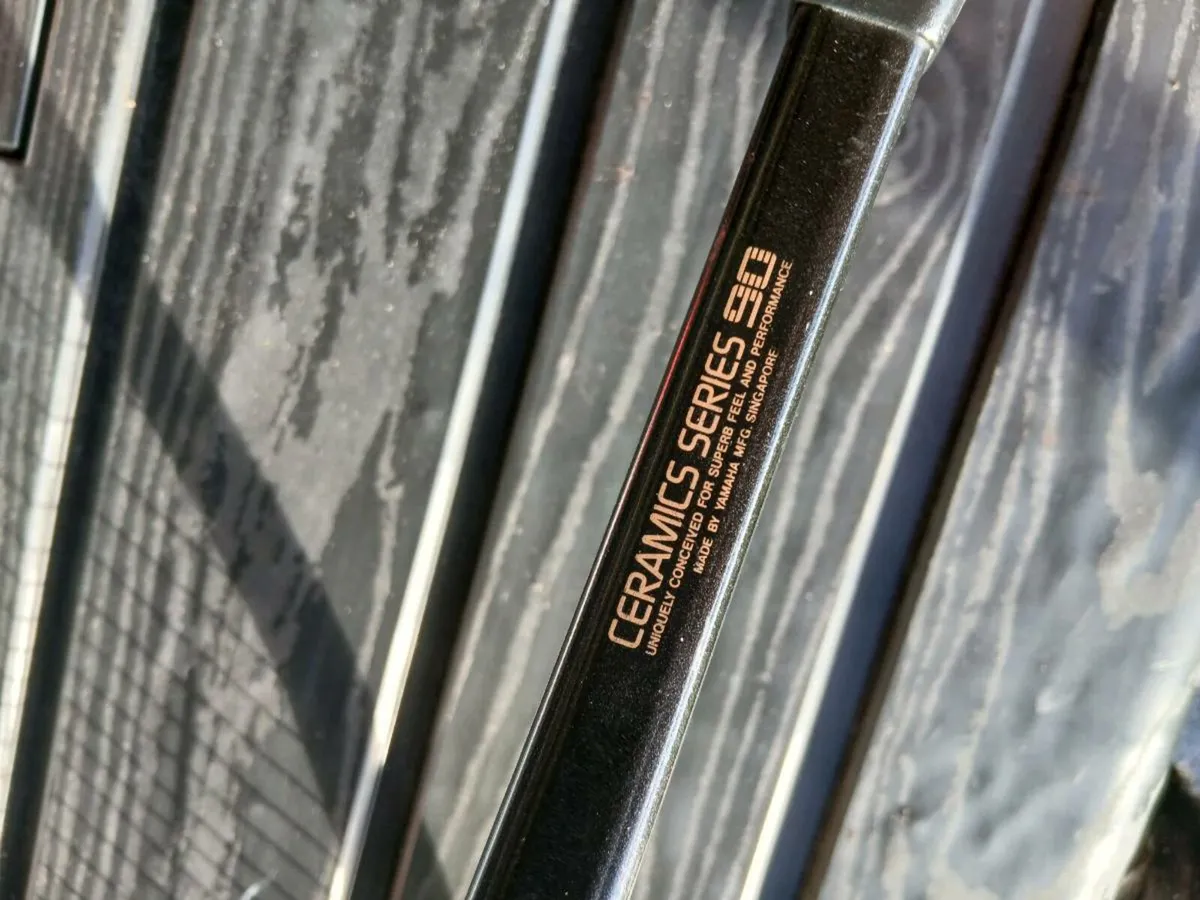 CERAMICS SERIES 90
UNIQUELY CONCEIVED FOR SUPERB FEEL AND PERFORMANCE
MADE BY YAMAHA MFG. SINGAPORE